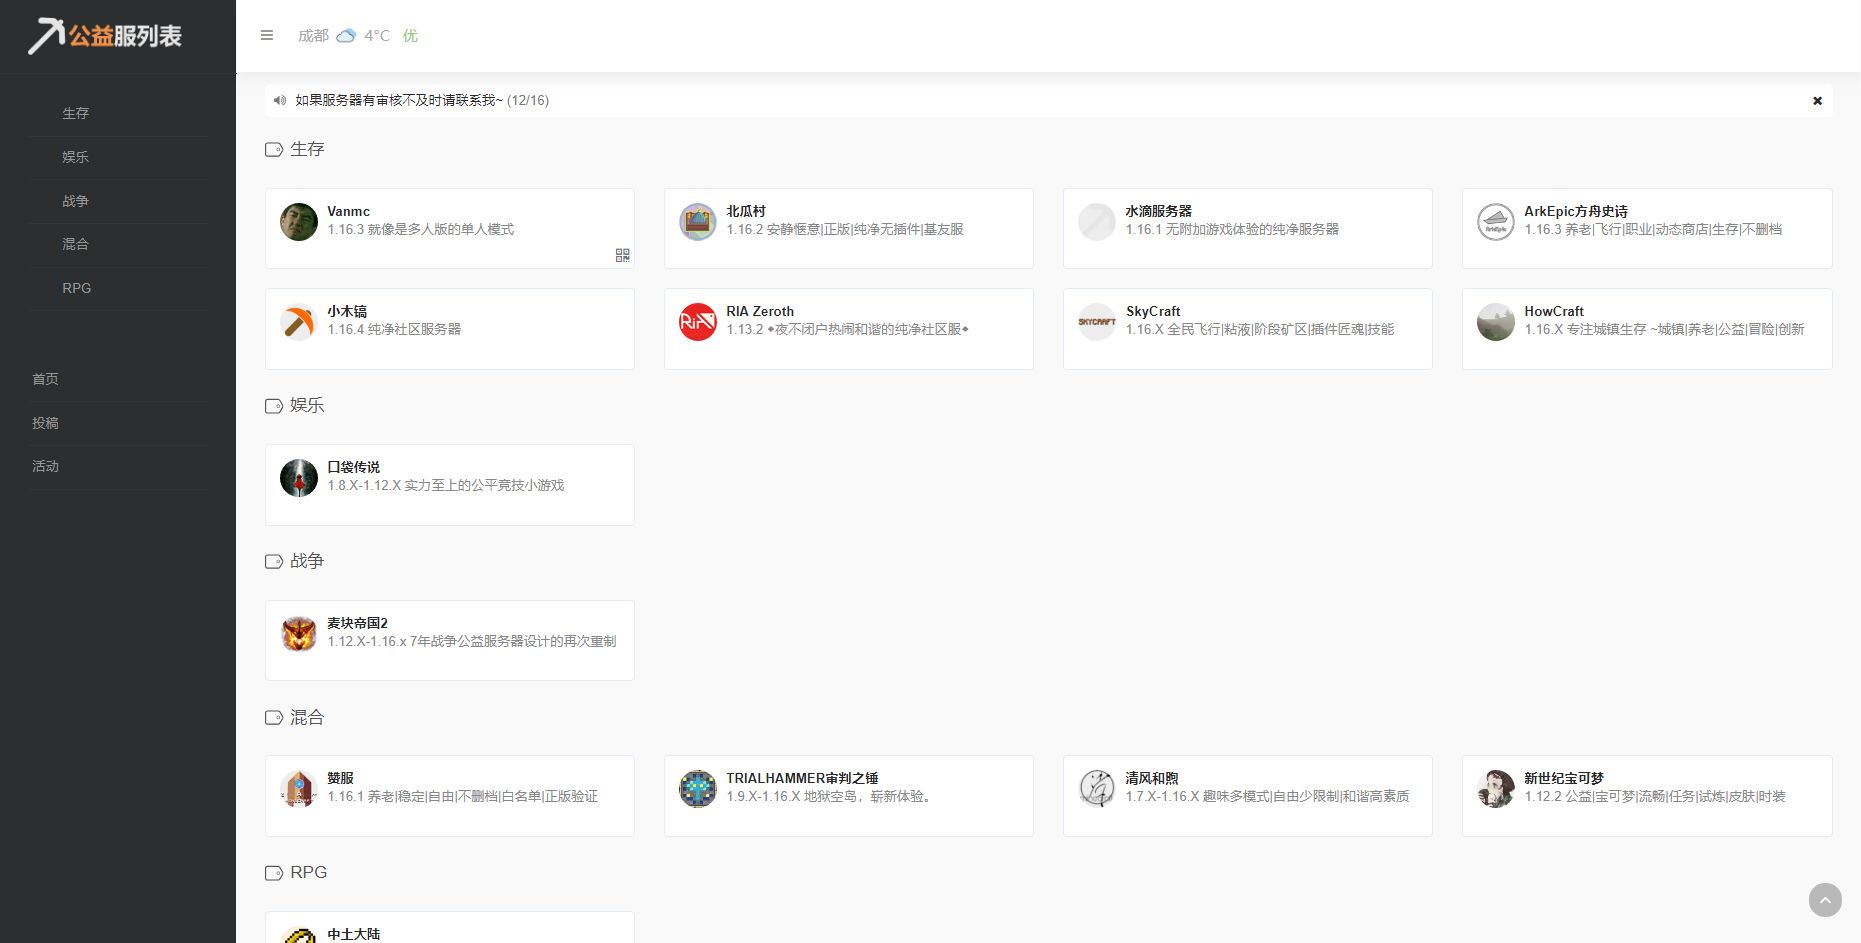 公益服列表
成都 4°C 优
生存
娱乐
战争
混合
RPG
首页
投稿
活动
如果服务器有审核不及时请联系我~ (12/16)
生存
Vanmc
1.16.3 就像是多人版的单人模式
北瓜村
1.16.2 安静惬意|正版|纯净无插件|基友服
水滴服务器
1.16.1 无附加游戏体验的纯净服务器
ArkEpic方舟史诗
1.16.3 养老|飞行|职业|动态商店|生存|不删档
小木镐
1.16.4 纯净社区服务器
RIA Zeroth
1.13.2 ◆夜不闭户热闹和谐的纯净社区服◆
SkyCraft
1.16.X 全民飞行|粘液|阶段矿区|插件匠魂|技能
HowCraft
1.16.X 专注城镇生存 ~城镇|养老|公益|冒险|创新
娱乐
口袋传说
1.8.X-1.12.X 实力至上的公平竞技小游戏
战争
麦块帝国2
1.12.X-1.16.x 7年战争公益服务器设计的再次重制
混合
赞服
1.16.1 养老|稳定|自由|不删档|白名单|正版验证
TRIALHAMMER审判之锤
1.9.X-1.16.X 地狱空岛，崭新体验。
清风和煦
1.7.X-1.16.X 趣味多模式|自由少限制|和谐高素质
新世纪宝可梦
1.12.2 公益|宝可梦|流畅|任务|试炼|皮肤|时装
RPG
中土大陆